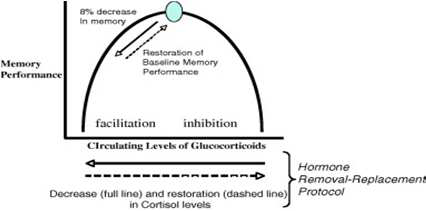 8% decrease
In memory
Memory
Performance
Restoration of
Baseline Memory
Performance
facilitation inhibition
CIrculating Levels of Glucocorticoids
Hormone
Removal-Replacement
Protocol
Decrease (full line) and restoration (dashed line)
in Cortisol levels